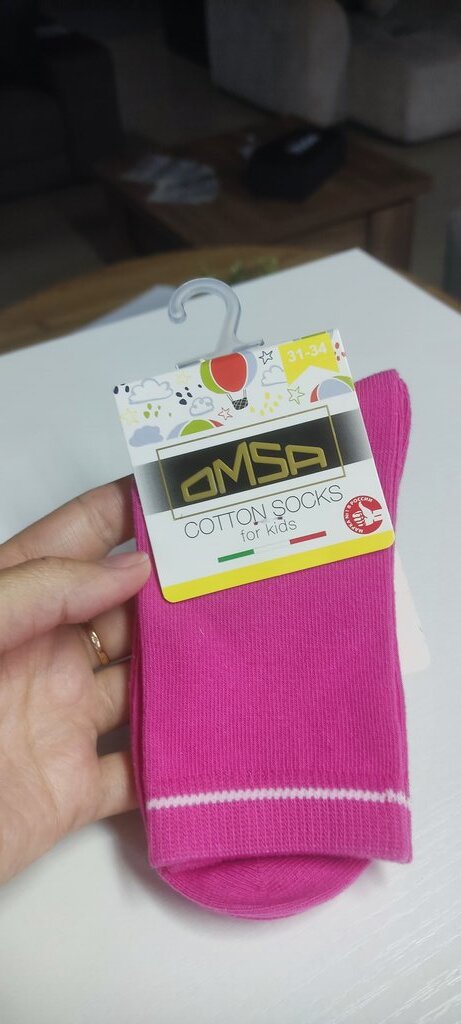 31-34
OMSA
COTTON SOCKS
for kids